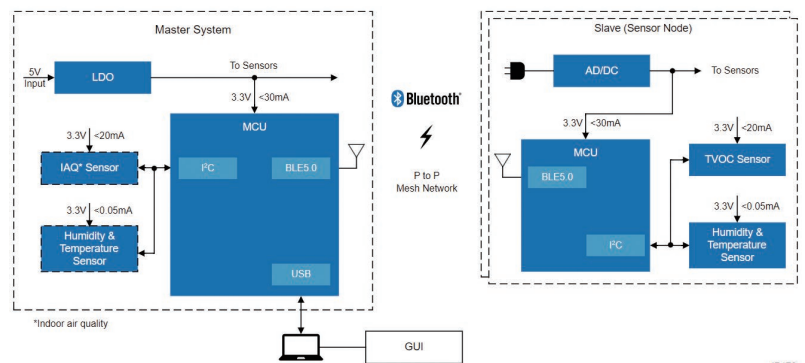 Master System
5V
Input
LDO
To Sensors
3.3V <30mA
MCU
3.3V <20mA
IAQ* Sensor
I²C
BLE5.0
3.3V <0.05mA
Humidity &
Temperature
Sensor
USB
*Indoor air quality
GUI
Bluetooth®
P to P
Mesh Network
Slave (Sensor Node)
AD/DC
To Sensors
3.3V <30mA
MCU
BLE5.0
I²C
3.3V <20mA
TVOC Sensor
3.3V <0.05mA
Humidity &
Temperature
Sensor